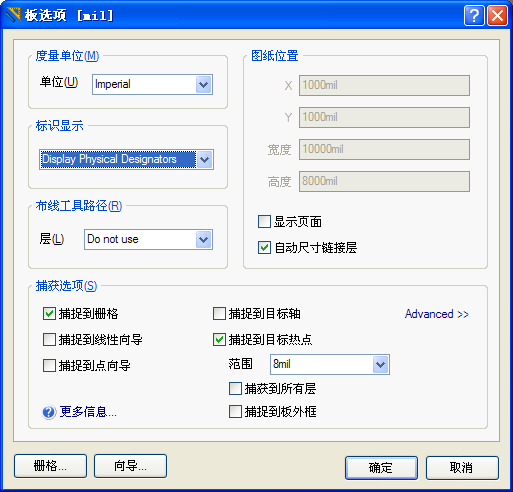 板选项 [mil]
度量单位(M)
单位(U) Imperial
标识显示
Display Physical Designators
布线工具路径(R)
层(L) Do not use
图纸位置
X 1000mil
Y 1000mil
宽度 10000mil
高度 8000mil
显示页面
自动尺寸链接层
捕获选项(S)
捕捉到栅格
捕捉到线性向导
捕捉到点向导
更多信息...
捕捉到目标轴
捕捉到目标热点
范围 8mil
捕获到所有层
捕捉到板外框
Advanced >>
栅格...
向导...
确定
取消